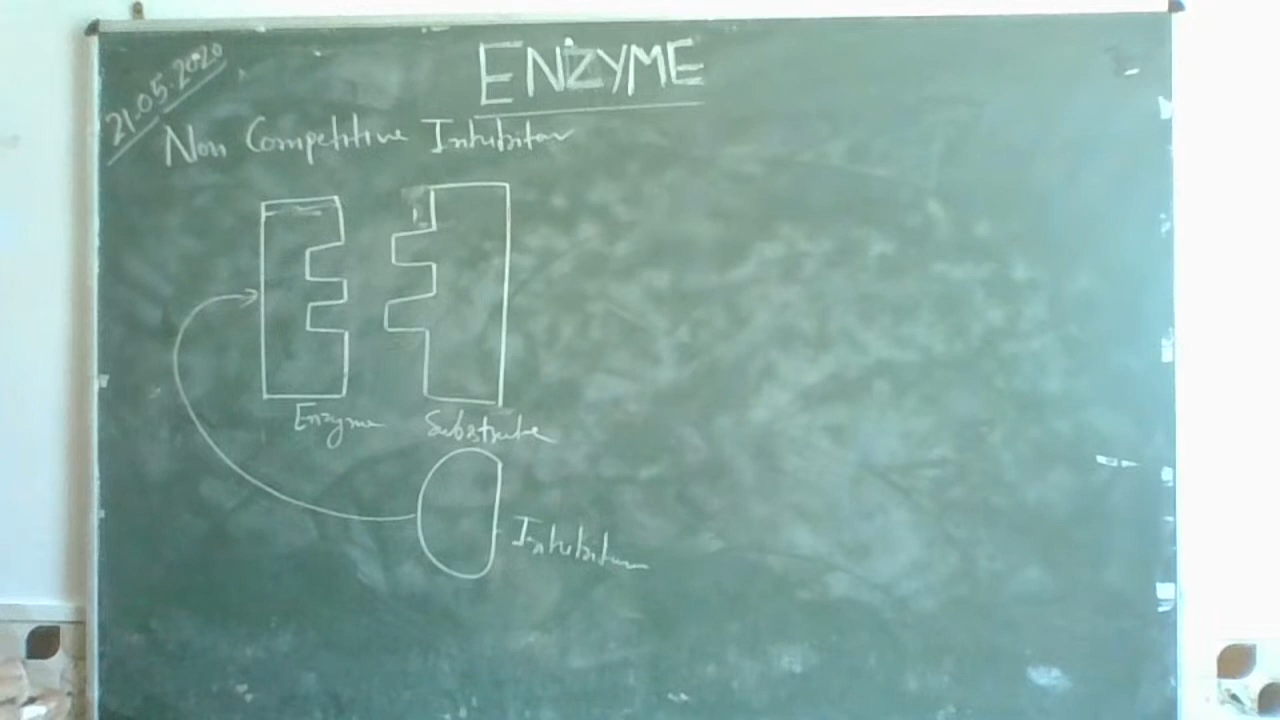 21.05.2020
ENZYME
Non Competitive Inhibitor
Enzyme
Substrate
Inhibitor